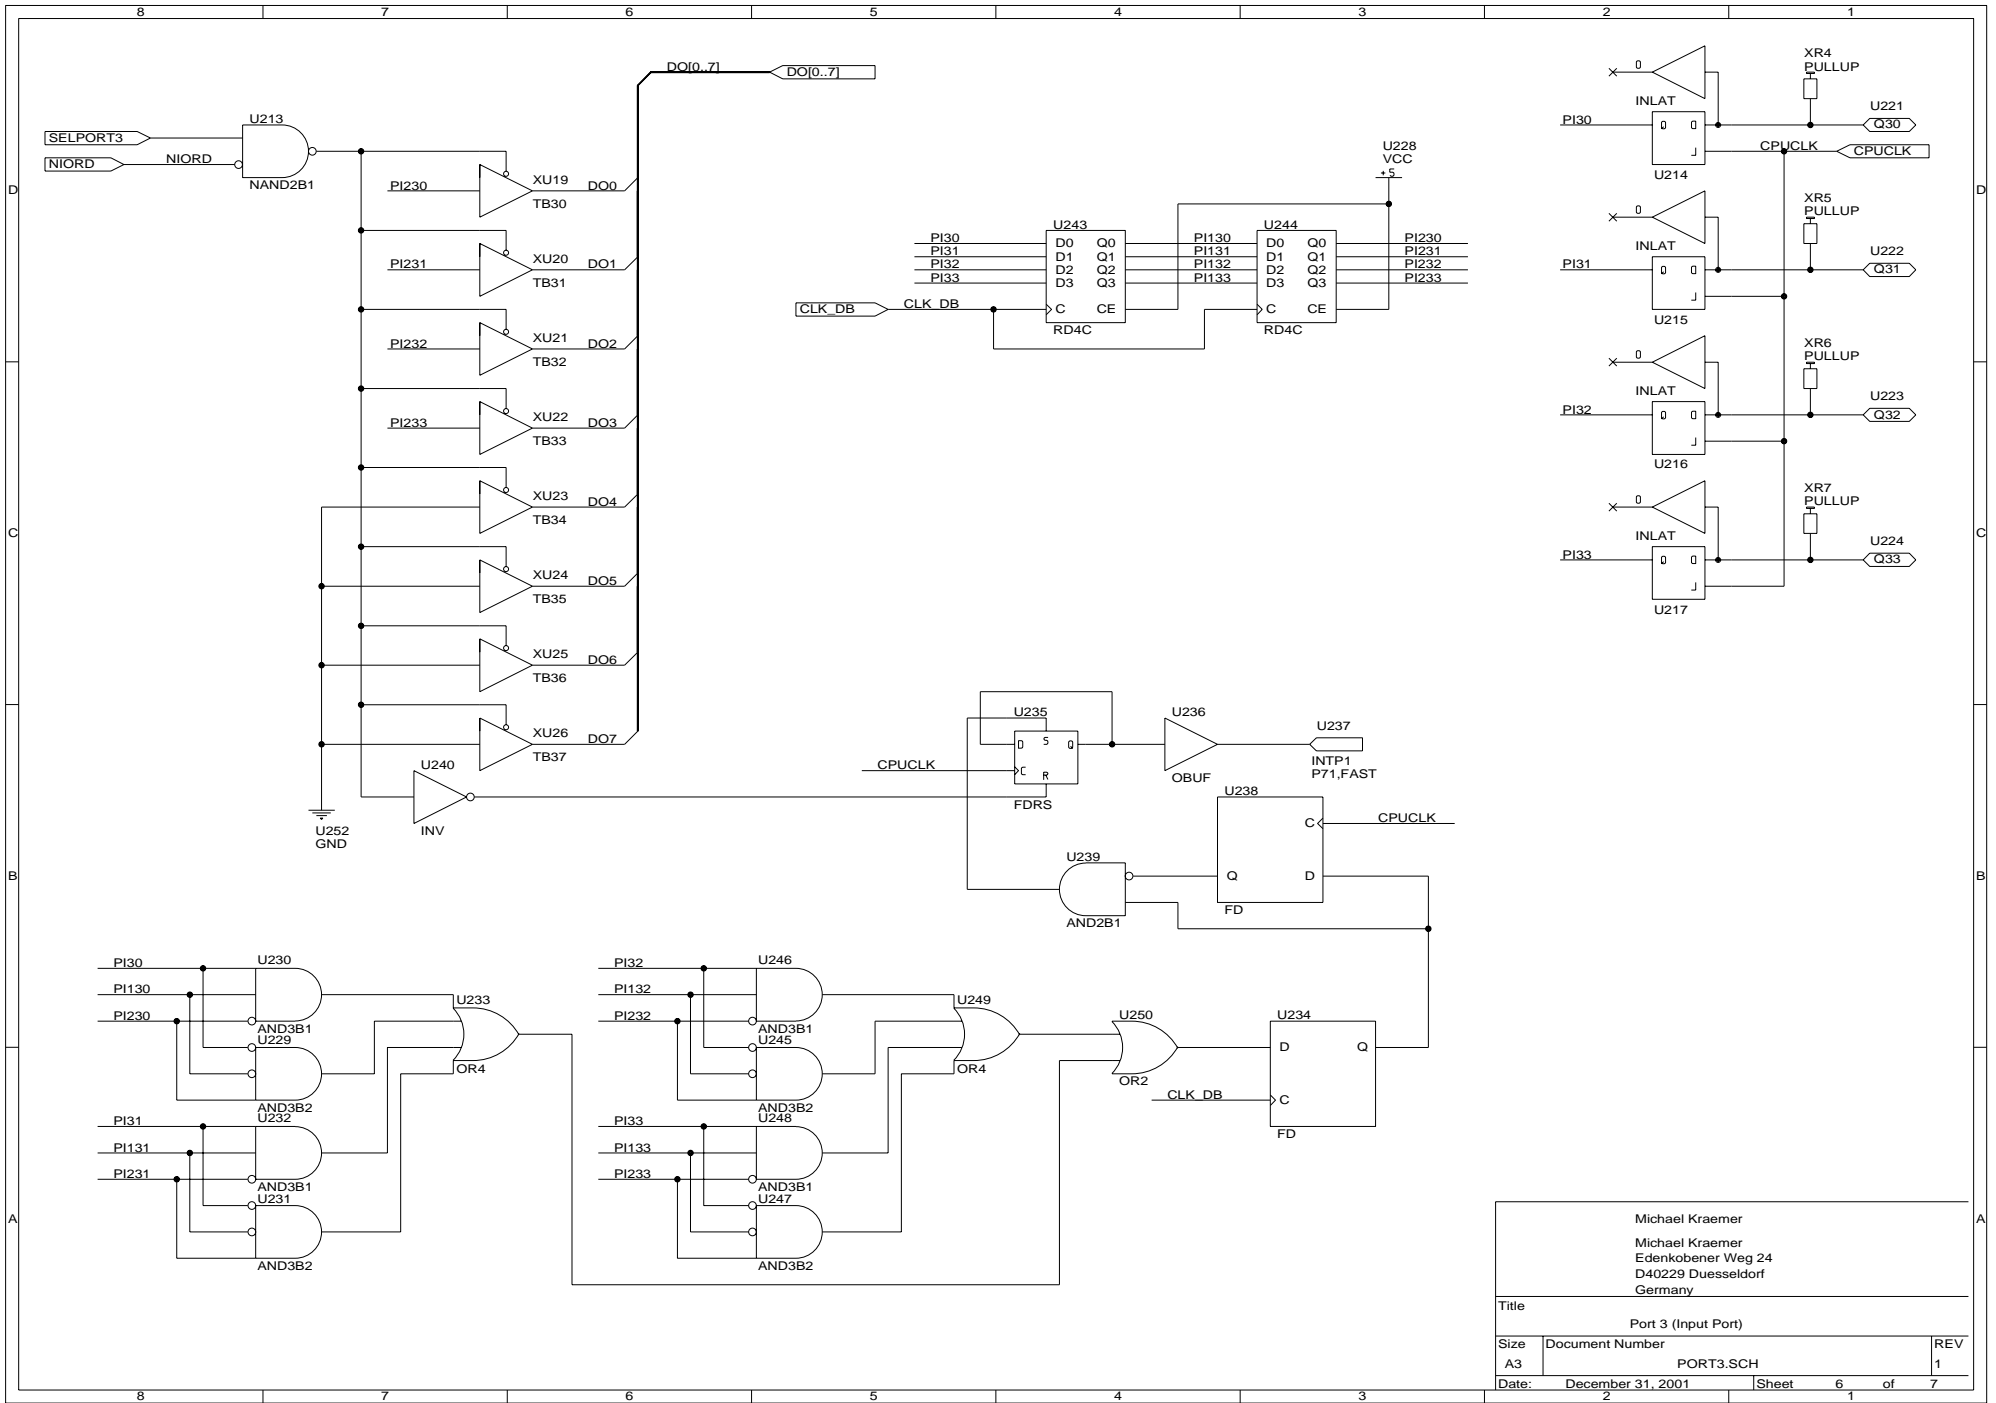 8 7 6 5 4 3 2 1
D
C
B
A
DO[0..7] DO[0..7]
SELPORT3
NIORD NIORD
U213
NAND2B1
PI230 XU19 DO0
TB30
PI231 XU20 DO1
TB31
PI232 XU21 DO2
TB32
PI233 XU22 DO3
TB33
XU23 DO4
TB34
XU24 DO5
TB35
XU25 DO6
TB36
XU26 DO7
TB37
U240
INV
U252
GND
U228
VCC
+5
U243
PI30 D0 Q0 PI130
PI31 D1 Q1 PI131
PI32 D2 Q2 PI132
PI33 D3 Q3 PI133
CLK_DB CLK_DB C CE
RD4C
U244
D0 Q0 PI230
D1 Q1 PI231
D2 Q2 PI232
D3 Q3 PI233
C CE
RD4C
XR4
PULLUP
O
INLAT
U221
PI30 Q D Q30
L
CPUCLK CPUCLK
U214
XR5
PULLUP
O
INLAT
U222
PI31 Q D Q31
L
U215
XR6
PULLUP
O
INLAT
U223
PI32 Q D Q32
L
U216
XR7
PULLUP
O
INLAT
U224
PI33 Q D Q33
L
U217
U235
D S Q
CPUCLK C R
FDRS
U236
OBUF
U237
INTP1
P71,FAST
U238
C CPUCLK
Q D
FD
U239
AND2B1
PI30 U230
PI130
PI230
AND3B1
U229
AND3B2
PI31 U232
PI131
PI231
AND3B1
U231
AND3B2
U233
OR4
PI32 U246
PI132
PI232
AND3B1
U245
AND3B2
PI33 U248
PI133
PI233
AND3B1
U247
AND3B2
U249
OR4
U250
OR2
U234
D Q
CLK_DB C
FD
Michael Kraemer
Michael Kraemer
Edenkobener Weg 24
D40229 Duesseldorf
Germany
Title
Port 3 (Input Port)
Size Document Number REV
A3 PORT3.SCH 1
Date: December 31, 2001 Sheet 6 of 7
8 7 6 5 4 3 2 1
D
C
B
A